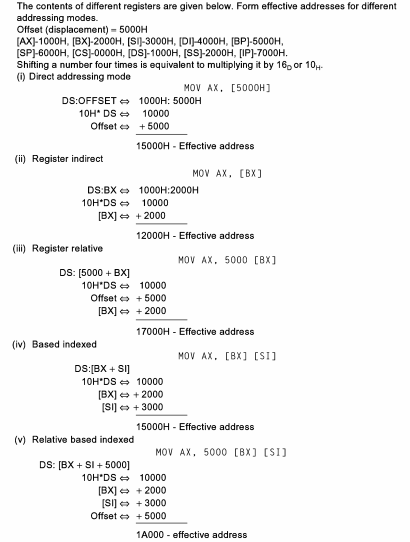 The contents of different registers are given below. Form effective addresses for different
addressing modes.
Offset (displacement) = 5000H
[AX]-1000H, [BX]-2000H, [SI]-3000H, [DI]-4000H, [BP]-5000H,
[SP]-6000H, [CS]-0000H, [DS]-1000H, [SS]-2000H, [IP]-7000H.
Shifting a number four times is equivalent to multiplying it by 16D or 10H.
(i) Direct addressing mode
MOV AX, [5000H]
DS:OFFSET ⇔ 1000H: 5000H
10H* DS ⇔ 10000
Offset ⇔ + 5000
15000H - Effective address
(ii) Register indirect
MOV AX, [BX]
DS:BX ⇔ 1000H:2000H
10H*DS ⇔ 10000
[BX] ⇔ + 2000
12000H - Effective address
(iii) Register relative
MOV AX, 5000 [BX]
DS: [5000 + BX]
10H*DS ⇔ 10000
Offset ⇔ + 5000
[BX] ⇔ + 2000
17000H - Effective address
(iv) Based indexed
MOV AX, [BX] [SI]
DS:[BX + SI]
10H*DS ⇔ 10000
[BX] ⇔ + 2000
[SI] ⇔ + 3000
15000H - Effective address
(v) Relative based indexed
MOV AX, 5000 [BX] [SI]
DS: [BX + SI + 5000]
10H*DS ⇔ 10000
[BX] ⇔ + 2000
[SI] ⇔ + 3000
Offset ⇔ + 5000
1A000 - effective address